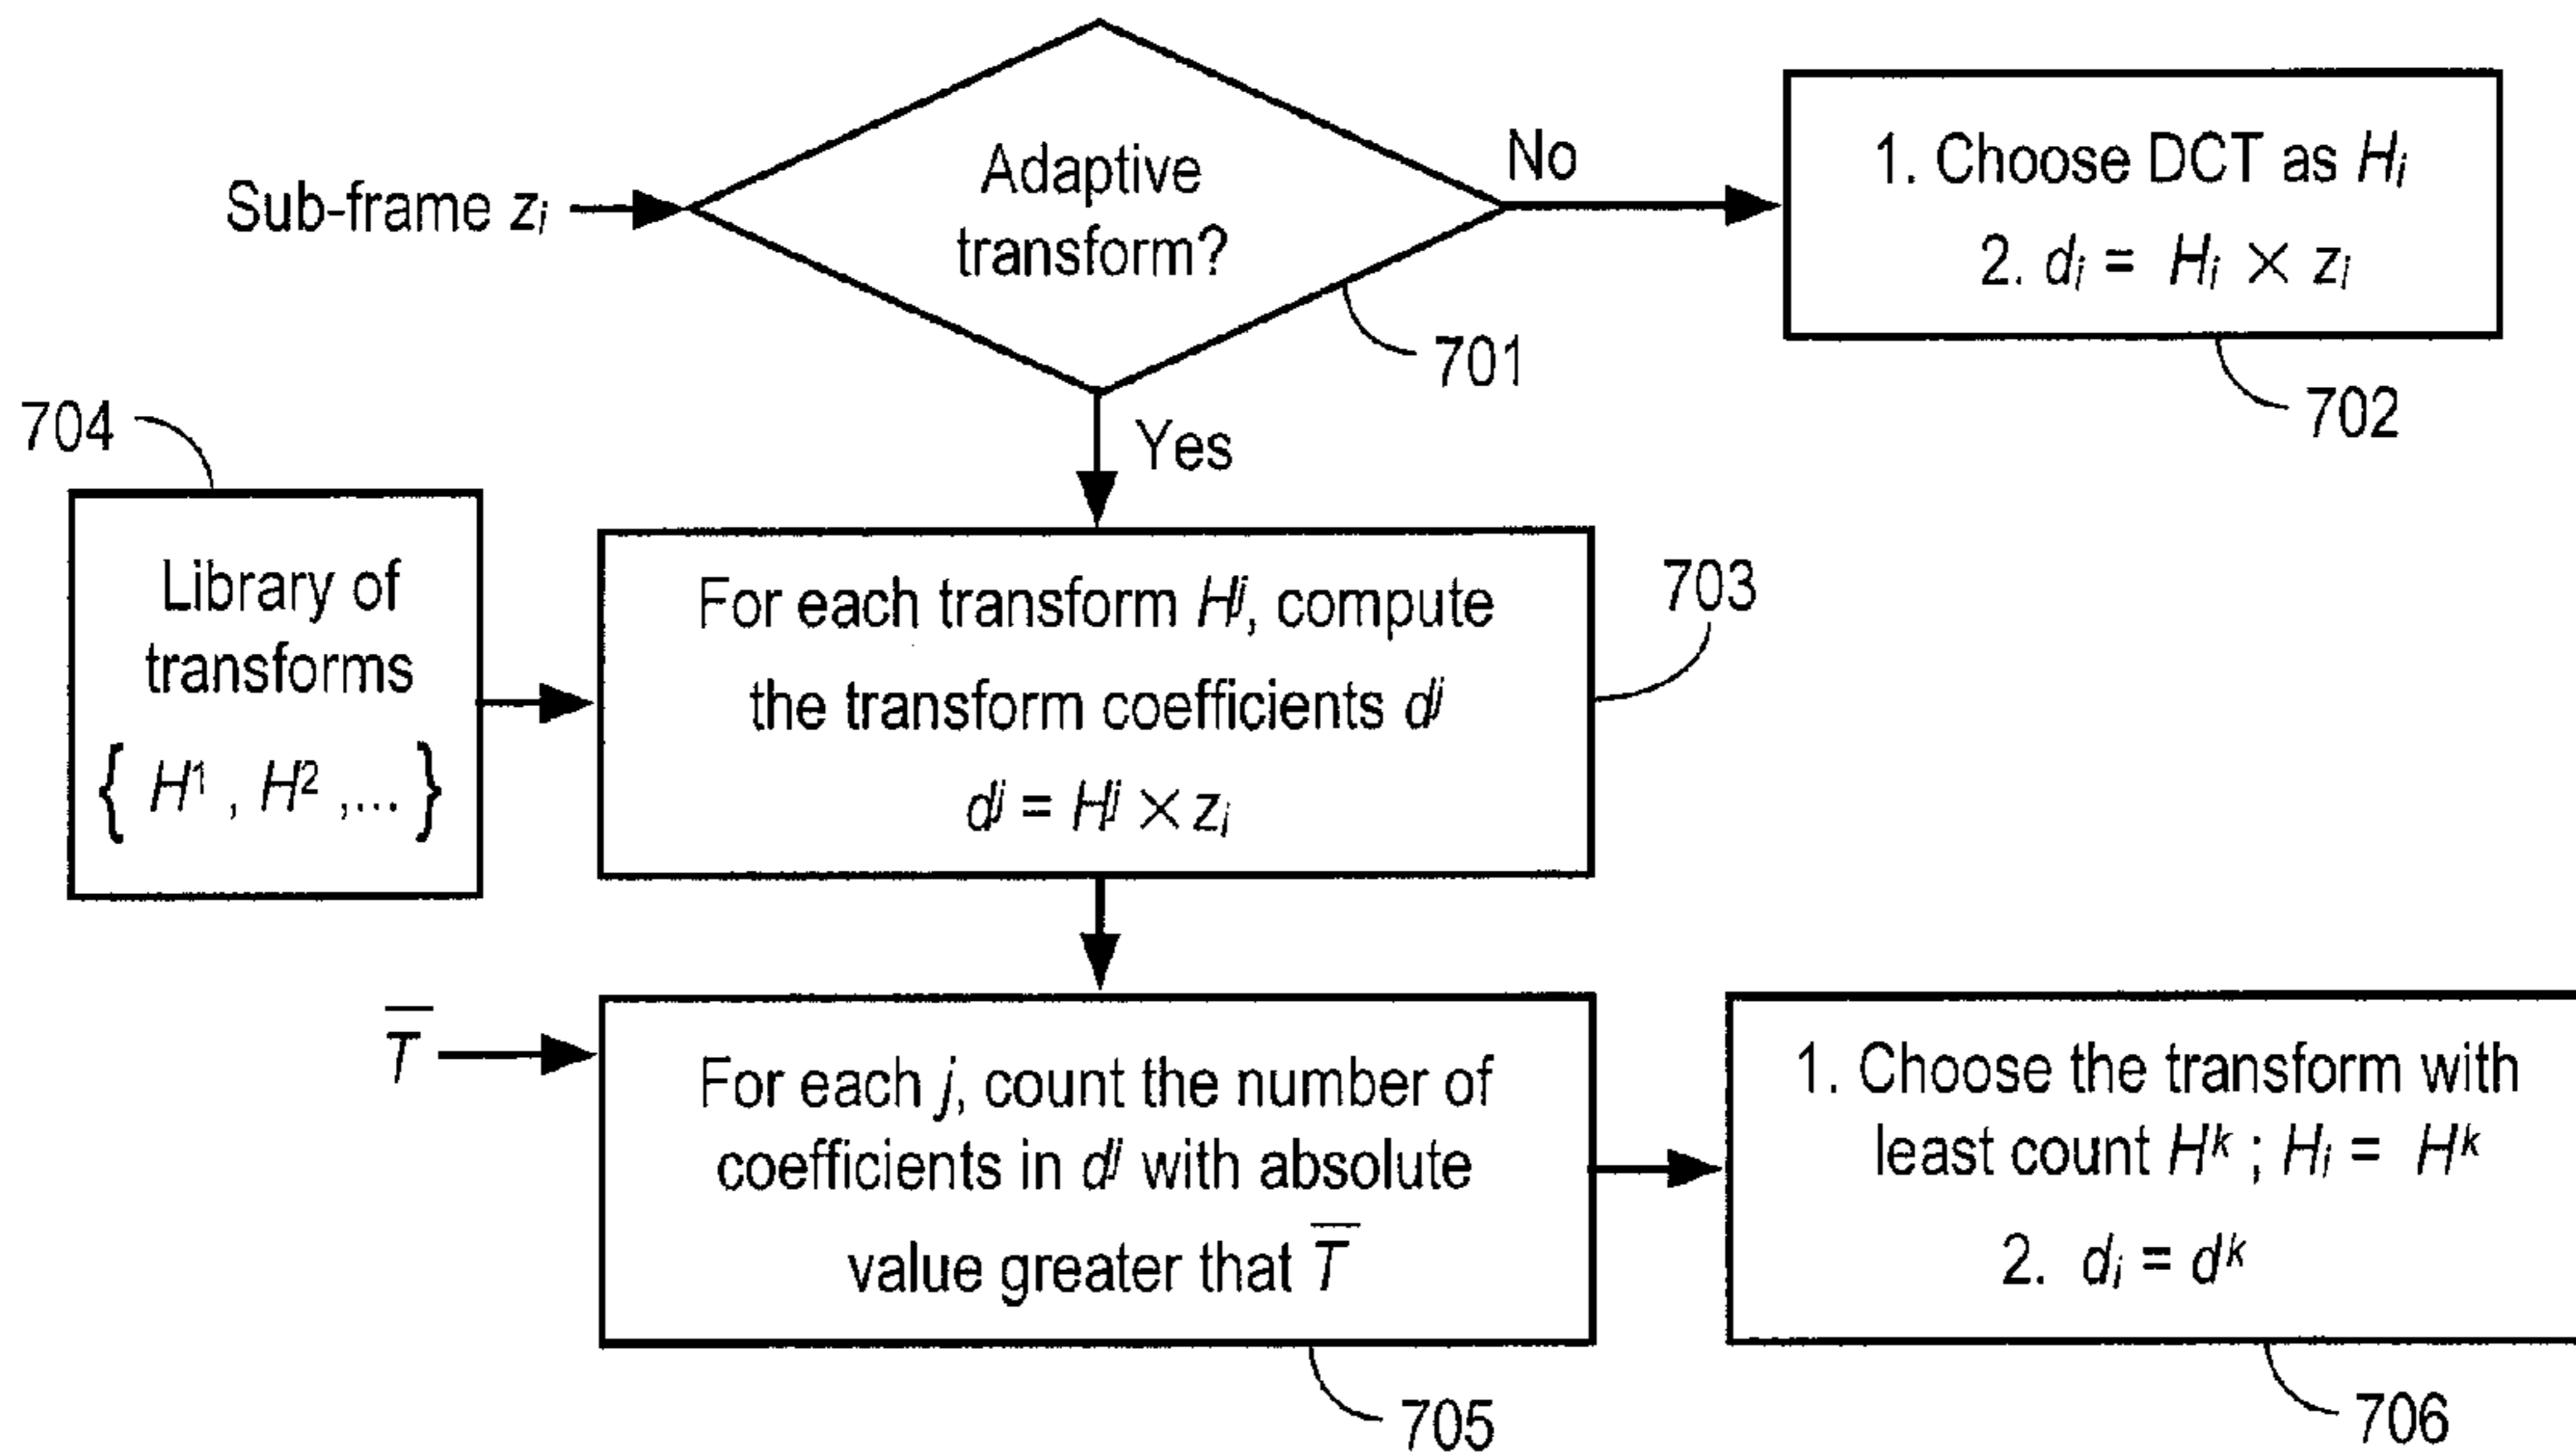 Sub-frame zᵢ
Adaptive
transform?
No
1. Choose DCT as Hᵢ
2. dᵢ = Hᵢ × zᵢ
701
702
Yes
704
Library of
transforms
{ H¹ , H² ,... }
For each transform Hʲ, compute
the transform coefficients dʲ
dʲ = Hʲ × zᵢ
703
T̅
For each j, count the number of
coefficients in dʲ with absolute
value greater that T̅
705
1. Choose the transform with
least count Hᵏ ; Hᵢ = Hᵏ
2. dᵢ = dᵏ
706